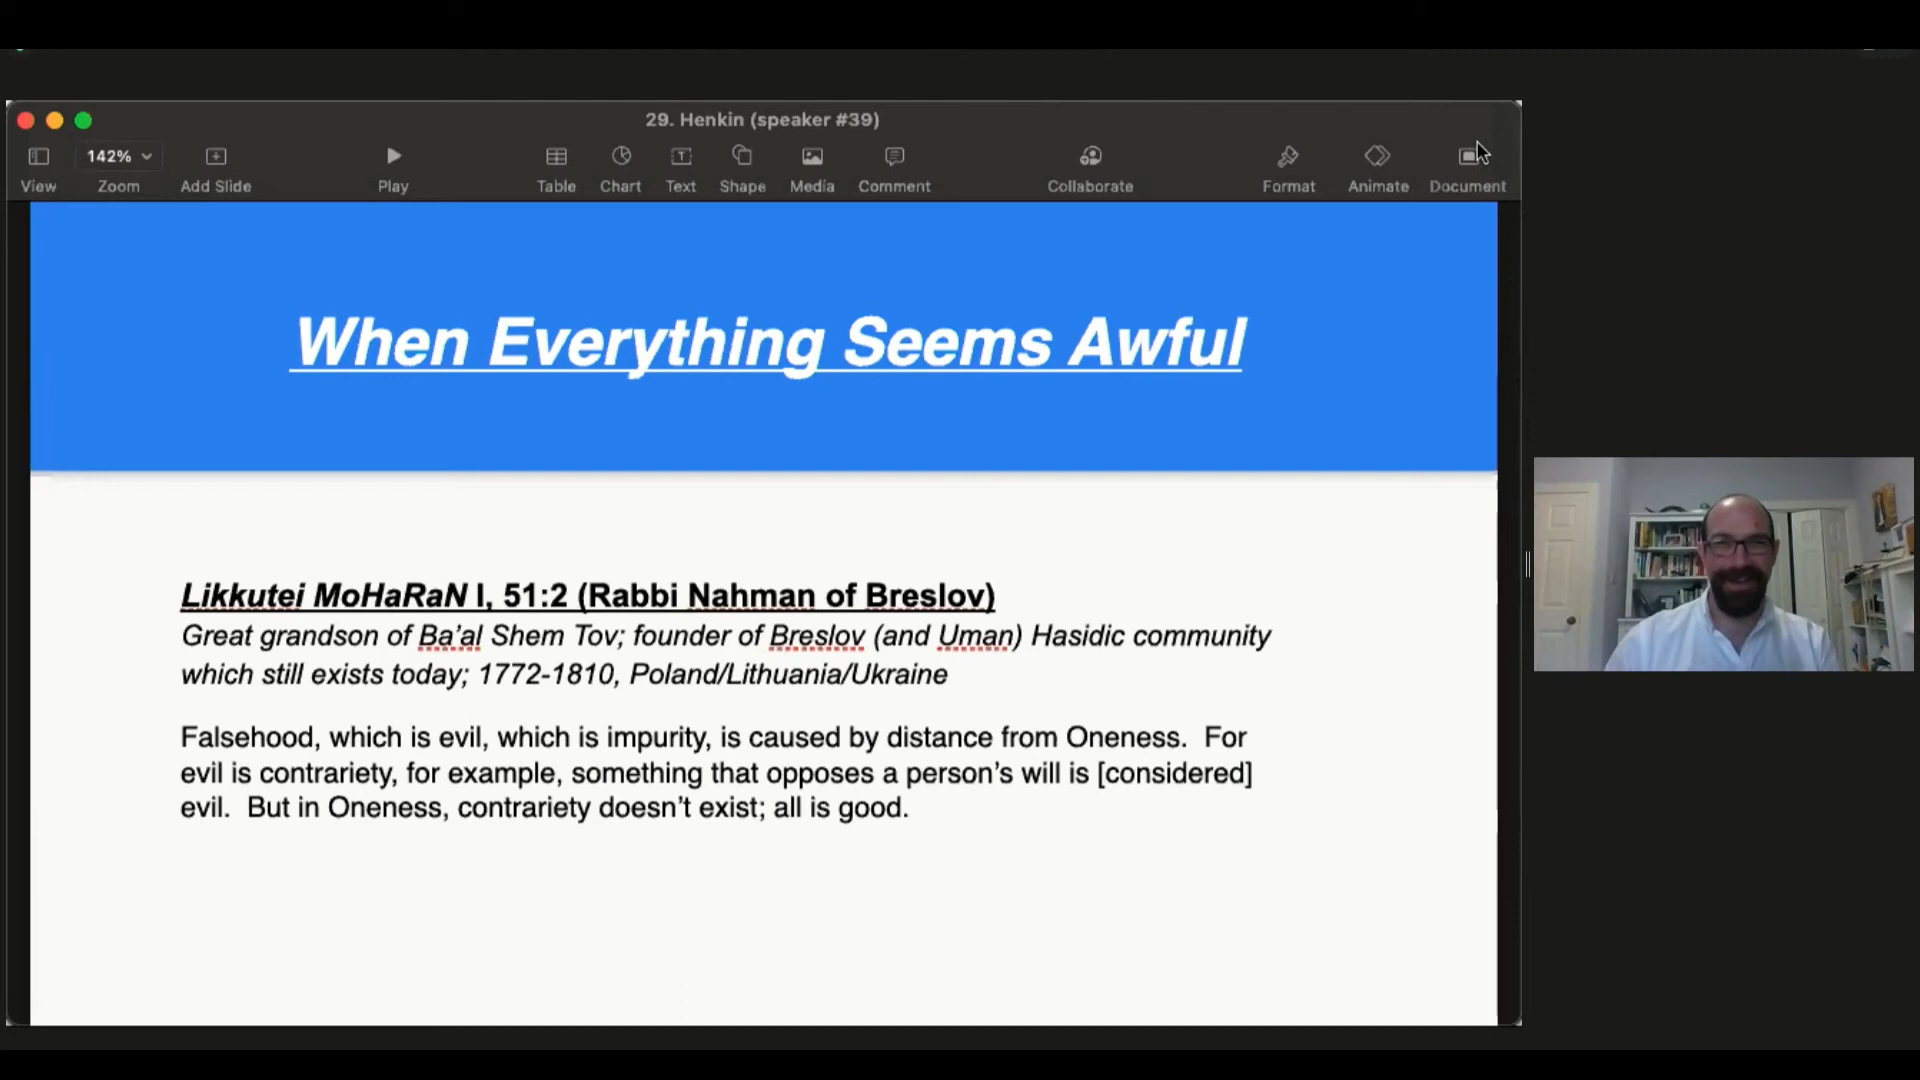 29. Henkin (speaker #39)
142%
View Zoom Add Slide Play Table Chart Text Shape Media Comment Collaborate Format Animate Document
When Everything Seems Awful
Likkutei MoHaRaN I, 51:2 (Rabbi Nahman of Breslov)
Great grandson of Ba’al Shem Tov; founder of Breslov (and Uman) Hasidic community
which still exists today; 1772-1810, Poland/Lithuania/Ukraine
Falsehood, which is evil, which is impurity, is caused by distance from Oneness.  For
evil is contrariety, for example, something that opposes a person’s will is [considered]
evil.  But in Oneness, contrariety doesn’t exist; all is good.